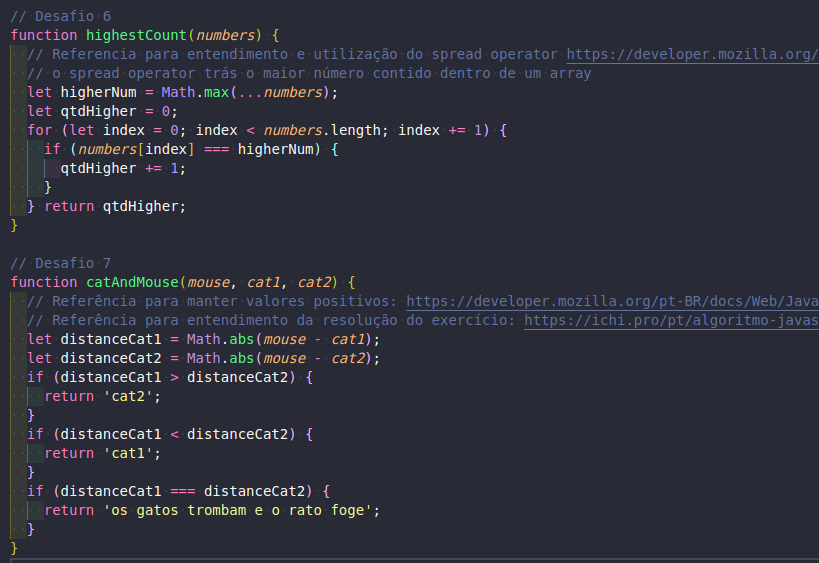 // Desafio 6
function highestCount(numbers) {
// Referencia para entendimento e utilização do spread operator https://developer.mozilla.org/
// o spread operator trás o maior número contido dentro de um array
let higherNum = Math.max(...numbers);
let qtdHigher = 0;
for (let index = 0; index < numbers.length; index += 1) {
if (numbers[index] === higherNum) {
qtdHigher += 1;
}
} return qtdHigher;
}
// Desafio 7
function catAndMouse(mouse, cat1, cat2) {
// Referência para manter valores positivos: https://developer.mozilla.org/pt-BR/docs/Web/Java
// Referência para entendimento da resolução do exercício: https://ichi.pro/pt/algoritmo-javas
let distanceCat1 = Math.abs(mouse - cat1);
let distanceCat2 = Math.abs(mouse - cat2);
if (distanceCat1 > distanceCat2) {
return 'cat2';
}
if (distanceCat1 < distanceCat2) {
return 'cat1';
}
if (distanceCat1 === distanceCat2) {
return 'os gatos trombam e o rato foge';
}
}